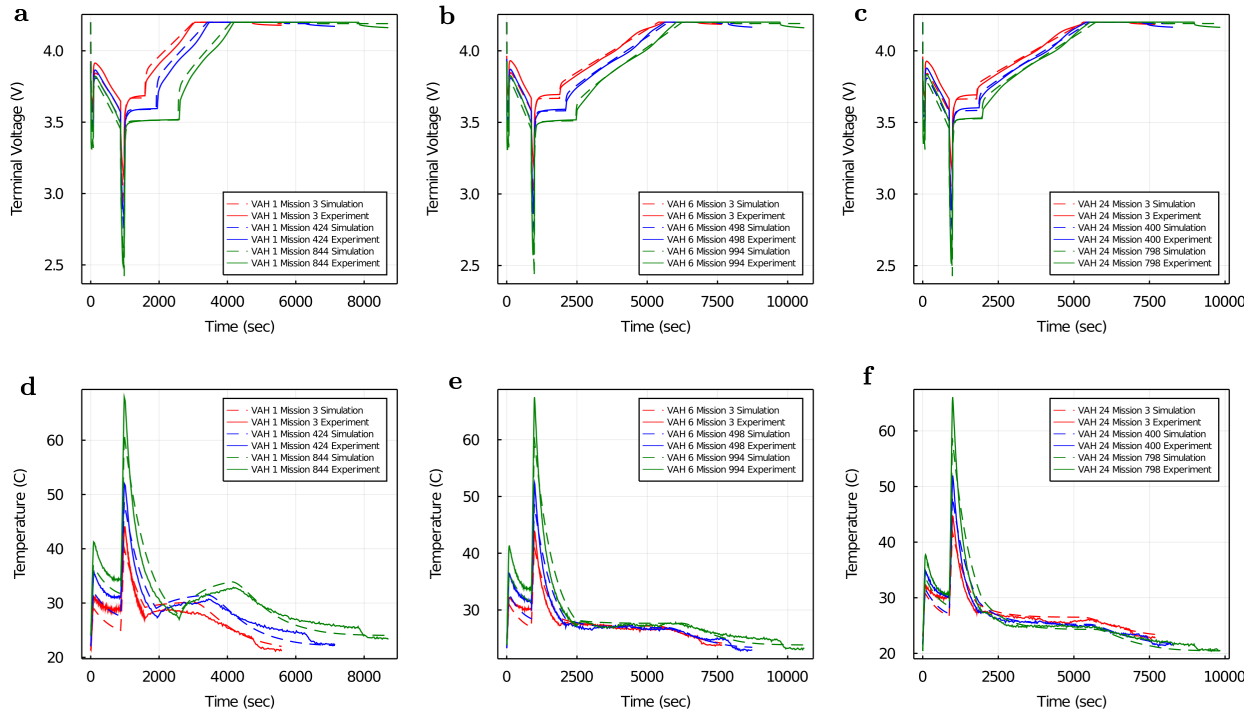 a
Terminal Voltage (V)
4.0
3.5
3.0
2.5
VAH 1 Mission 3 Simulation
VAH 1 Mission 3 Experiment
VAH 1 Mission 424 Simulation
VAH 1 Mission 424 Experiment
VAH 1 Mission 844 Simulation
VAH 1 Mission 844 Experiment
0 2000 4000 6000 8000
Time (sec)
b
Terminal Voltage (V)
4.0
3.5
3.0
2.5
VAH 6 Mission 3 Simulation
VAH 6 Mission 3 Experiment
VAH 6 Mission 498 Simulation
VAH 6 Mission 498 Experiment
VAH 6 Mission 994 Simulation
VAH 6 Mission 994 Experiment
0 2500 5000 7500 10000
Time (sec)
c
Terminal Voltage (V)
4.0
3.5
3.0
2.5
VAH 24 Mission 3 Simulation
VAH 24 Mission 3 Experiment
VAH 24 Mission 400 Simulation
VAH 24 Mission 400 Experiment
VAH 24 Mission 798 Simulation
VAH 24 Mission 798 Experiment
0 2500 5000 7500 10000
Time (sec)
d
Temperature (C)
60
50
40
30
20
VAH 1 Mission 3 Simulation
VAH 1 Mission 3 Experiment
VAH 1 Mission 424 Simulation
VAH 1 Mission 424 Experiment
VAH 1 Mission 844 Simulation
VAH 1 Mission 844 Experiment
0 2000 4000 6000 8000
Time (sec)
e
Temperature (C)
60
50
40
30
VAH 6 Mission 3 Simulation
VAH 6 Mission 3 Experiment
VAH 6 Mission 498 Simulation
VAH 6 Mission 498 Experiment
VAH 6 Mission 994 Simulation
VAH 6 Mission 994 Experiment
0 2500 5000 7500 10000
Time (sec)
f
Temperature (C)
60
50
40
30
20
VAH 24 Mission 3 Simulation
VAH 24 Mission 3 Experiment
VAH 24 Mission 400 Simulation
VAH 24 Mission 400 Experiment
VAH 24 Mission 798 Simulation
VAH 24 Mission 798 Experiment
0 2500 5000 7500 10000
Time (sec)